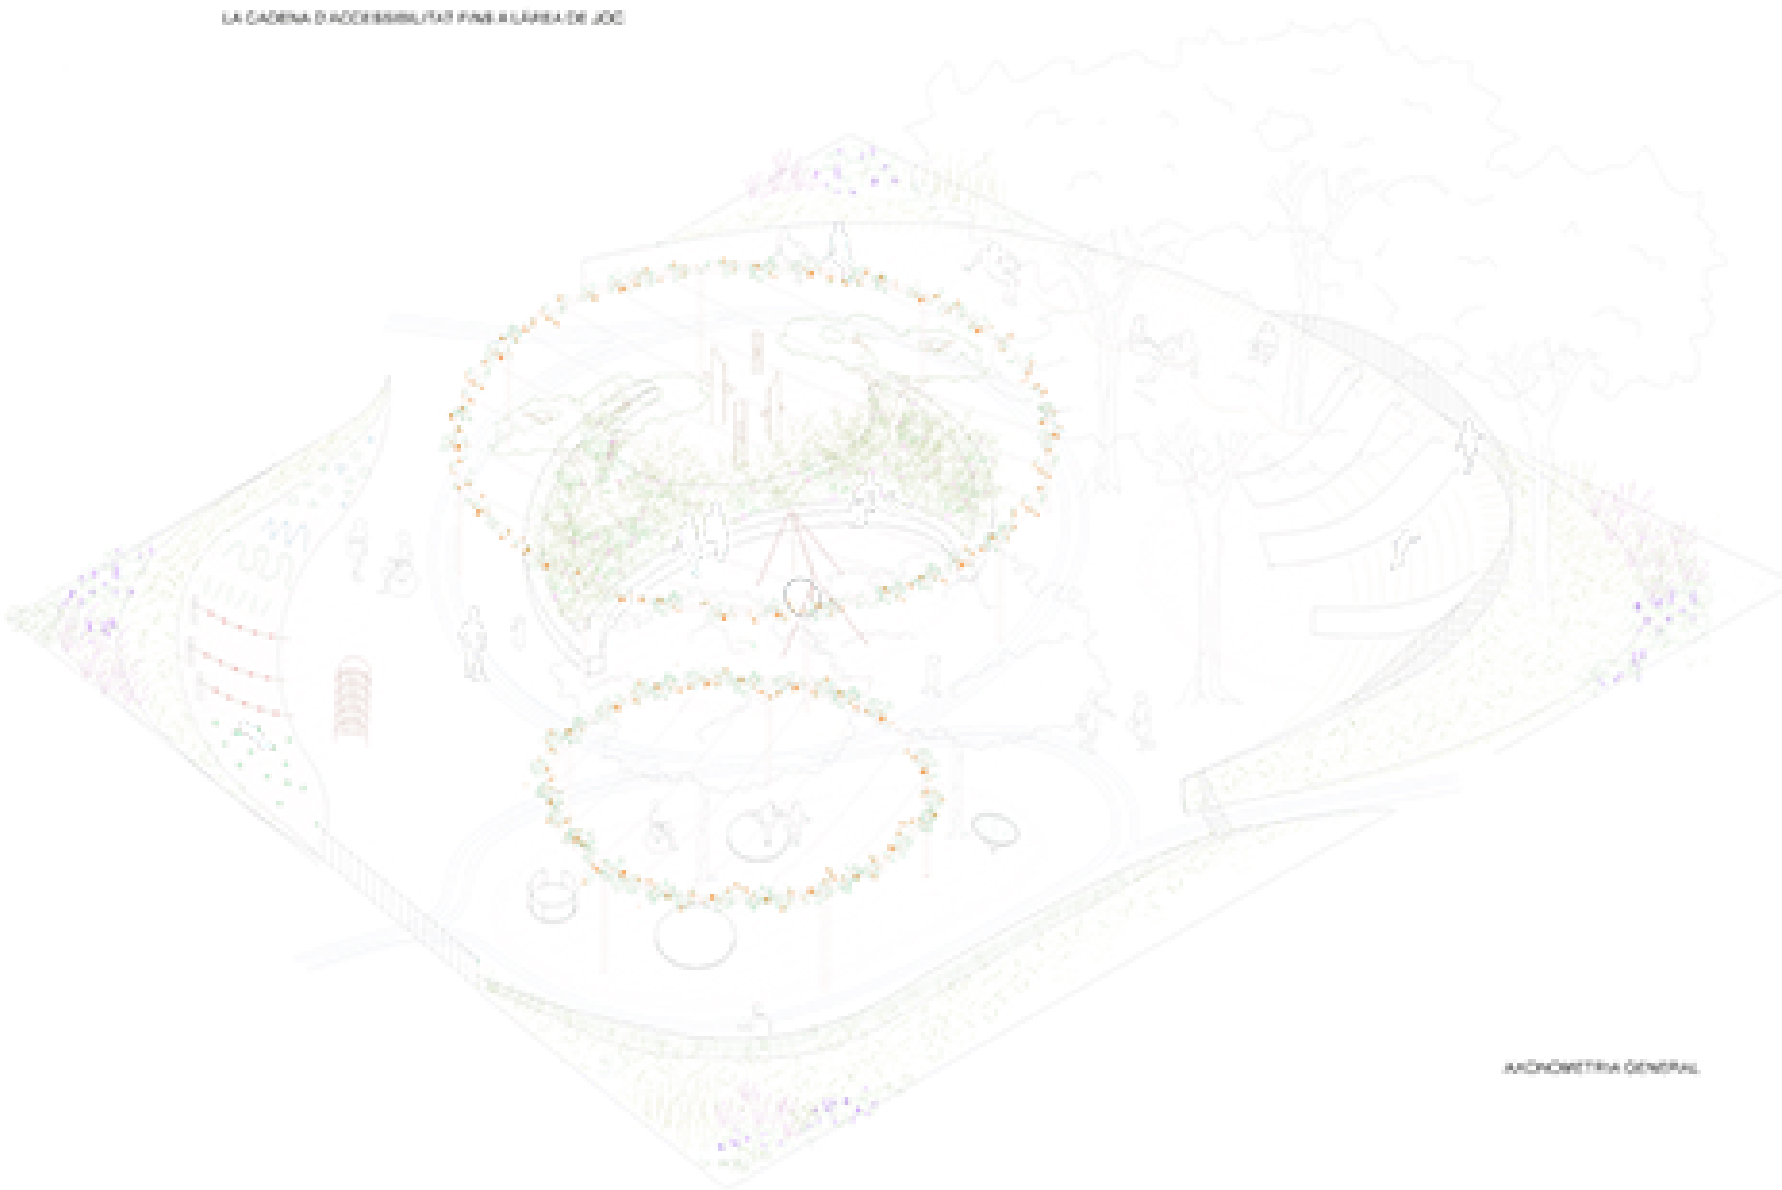 LA CADENA D'ACCESSIBILITAT FINS A L'ÀREA DE JOC
AXONOMETRIA GENERAL